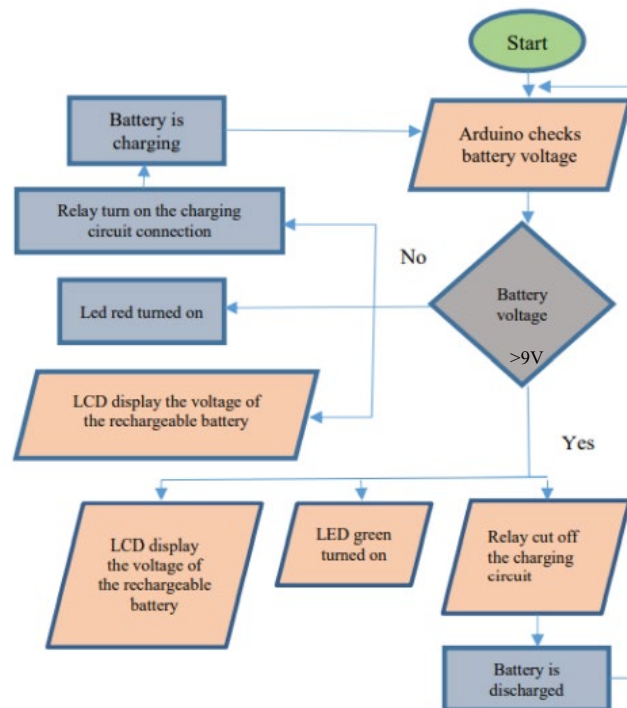 Start
Battery is
charging
Arduino checks
battery voltage
Relay turn on the charging
circuit connection
No
Battery
voltage
>9V
Led red turned on
LCD display the voltage of
the rechargeable battery
Yes
LCD display
the voltage of
the rechargeable
battery
LED green
turned on
Relay cut off
the charging
circuit
Battery is
discharged